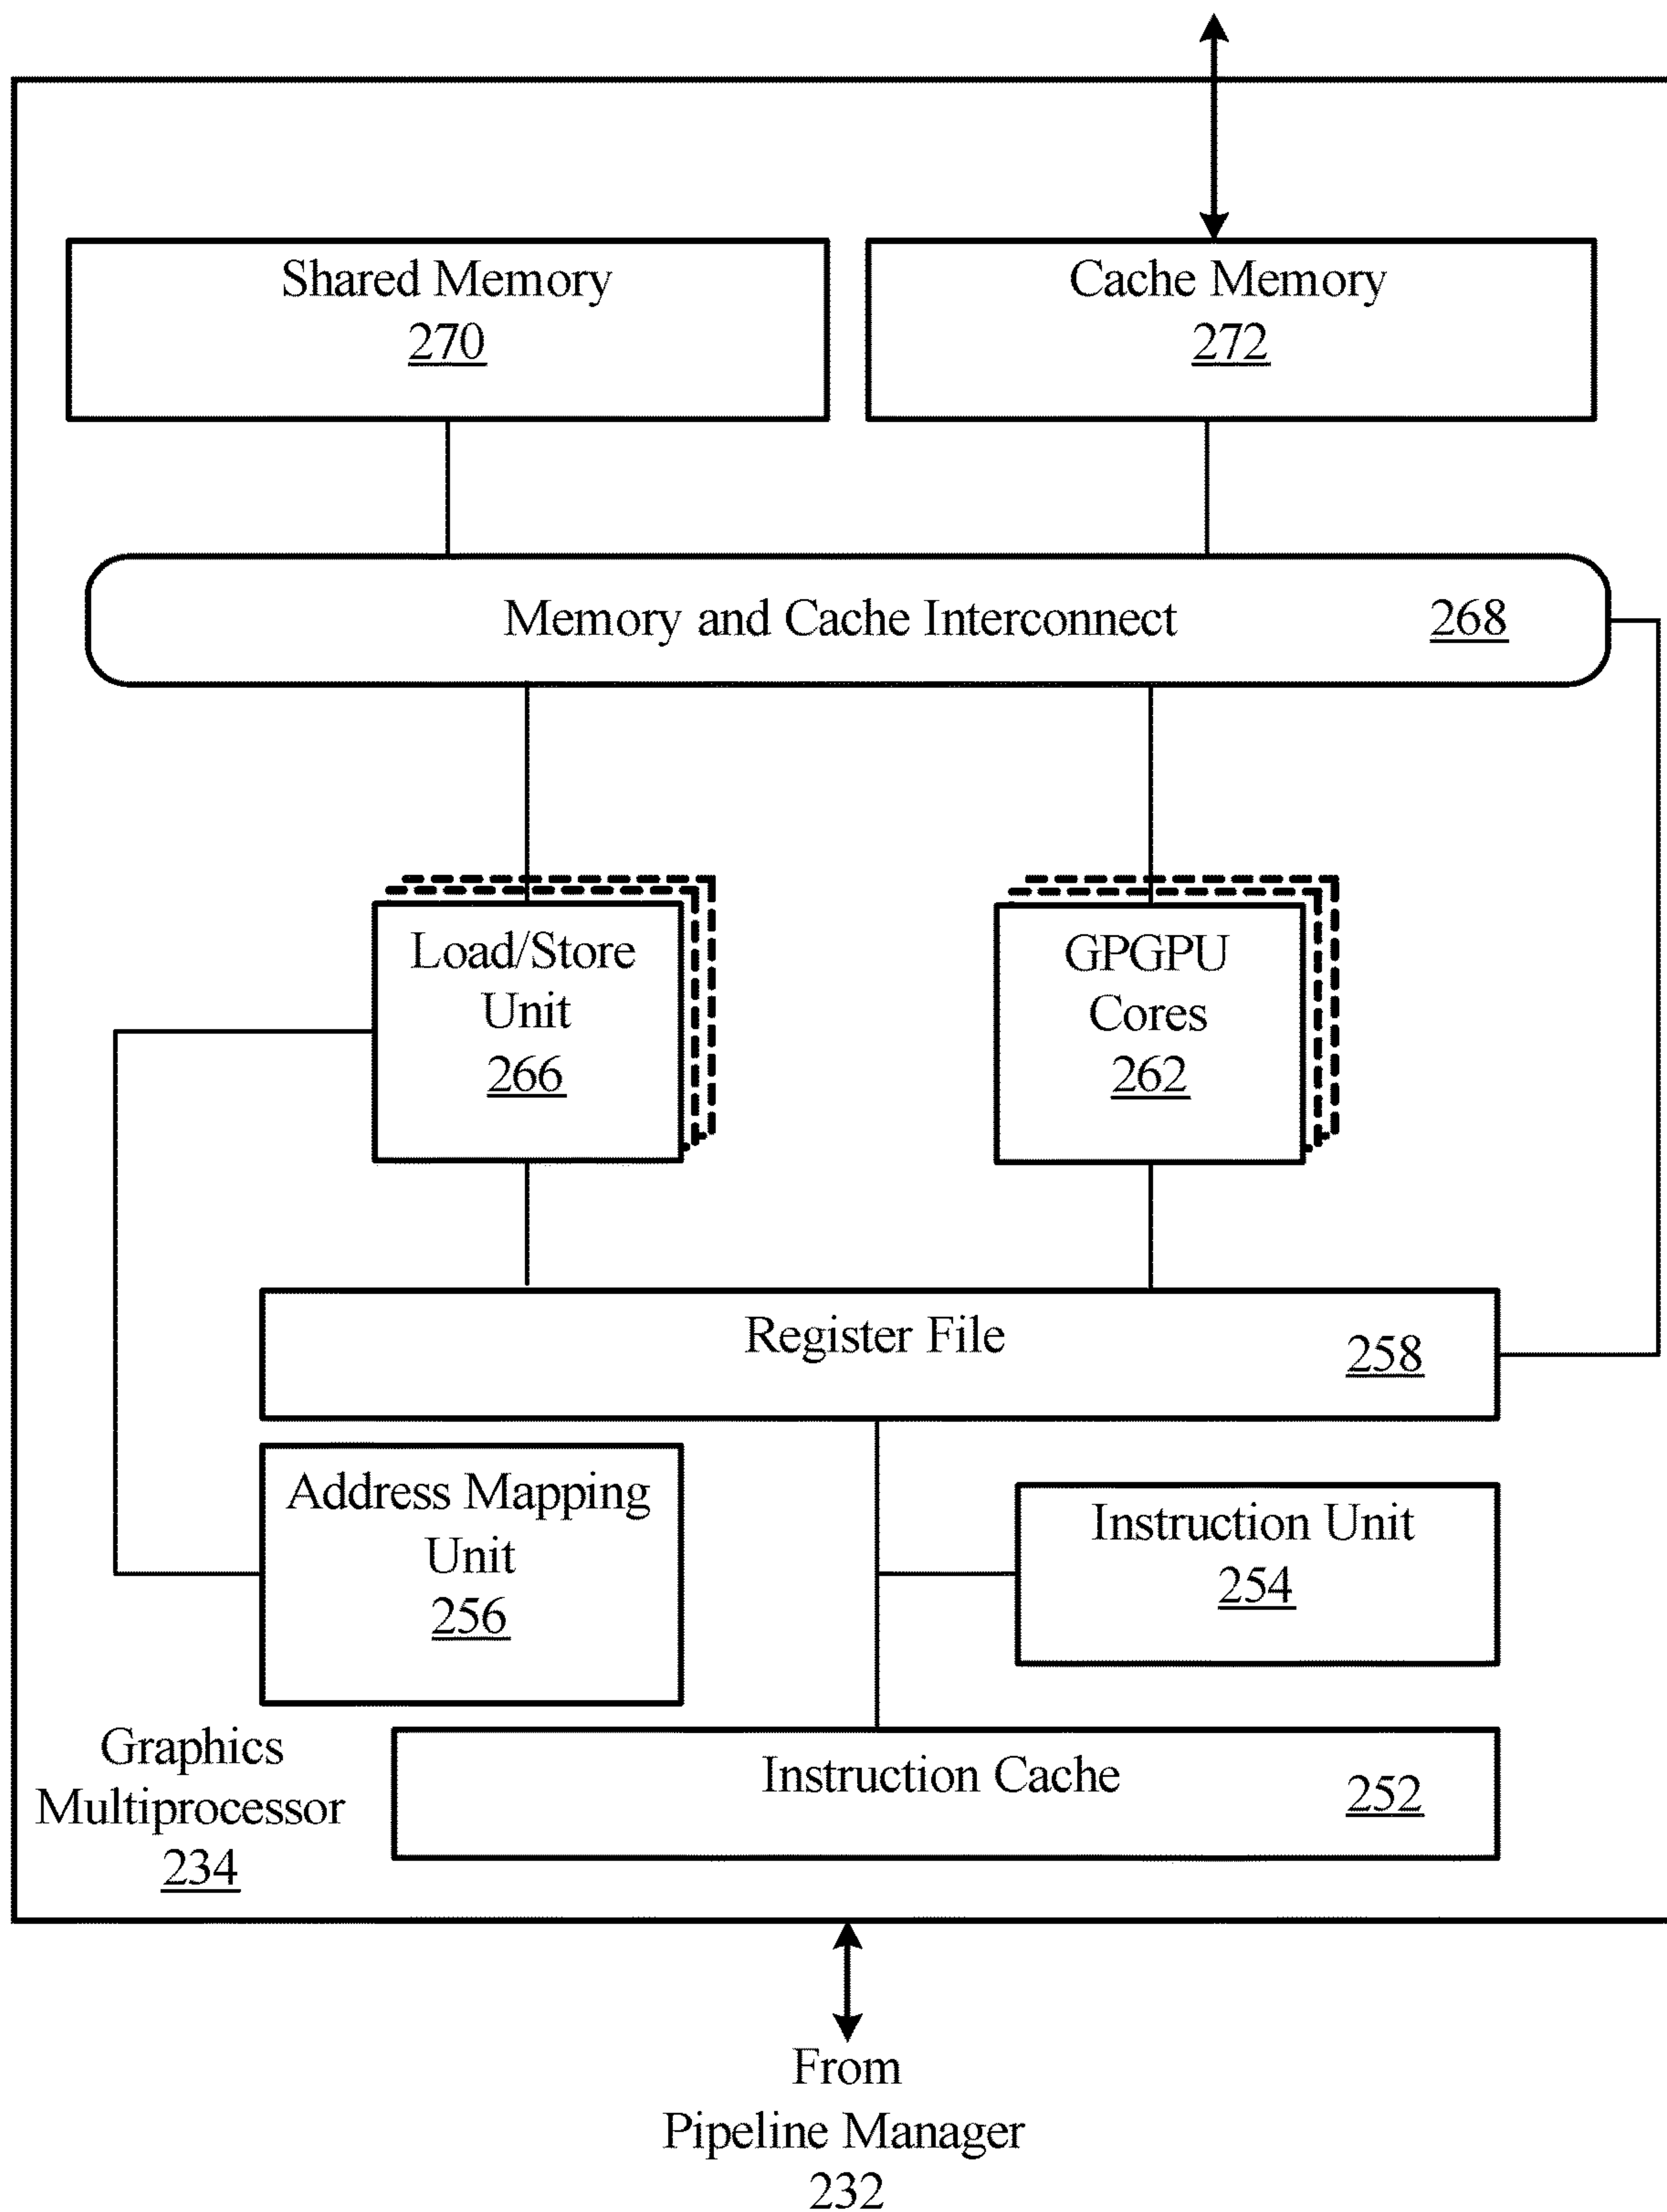 Shared Memory
270
Cache Memory
272
Memory and Cache Interconnect 268
Load/Store
Unit
266
GPGPU
Cores
262
Register File 258
Address Mapping
Unit
256
Instruction Unit
254
Graphics
Multiprocessor
234
Instruction Cache 252
From
Pipeline Manager
232